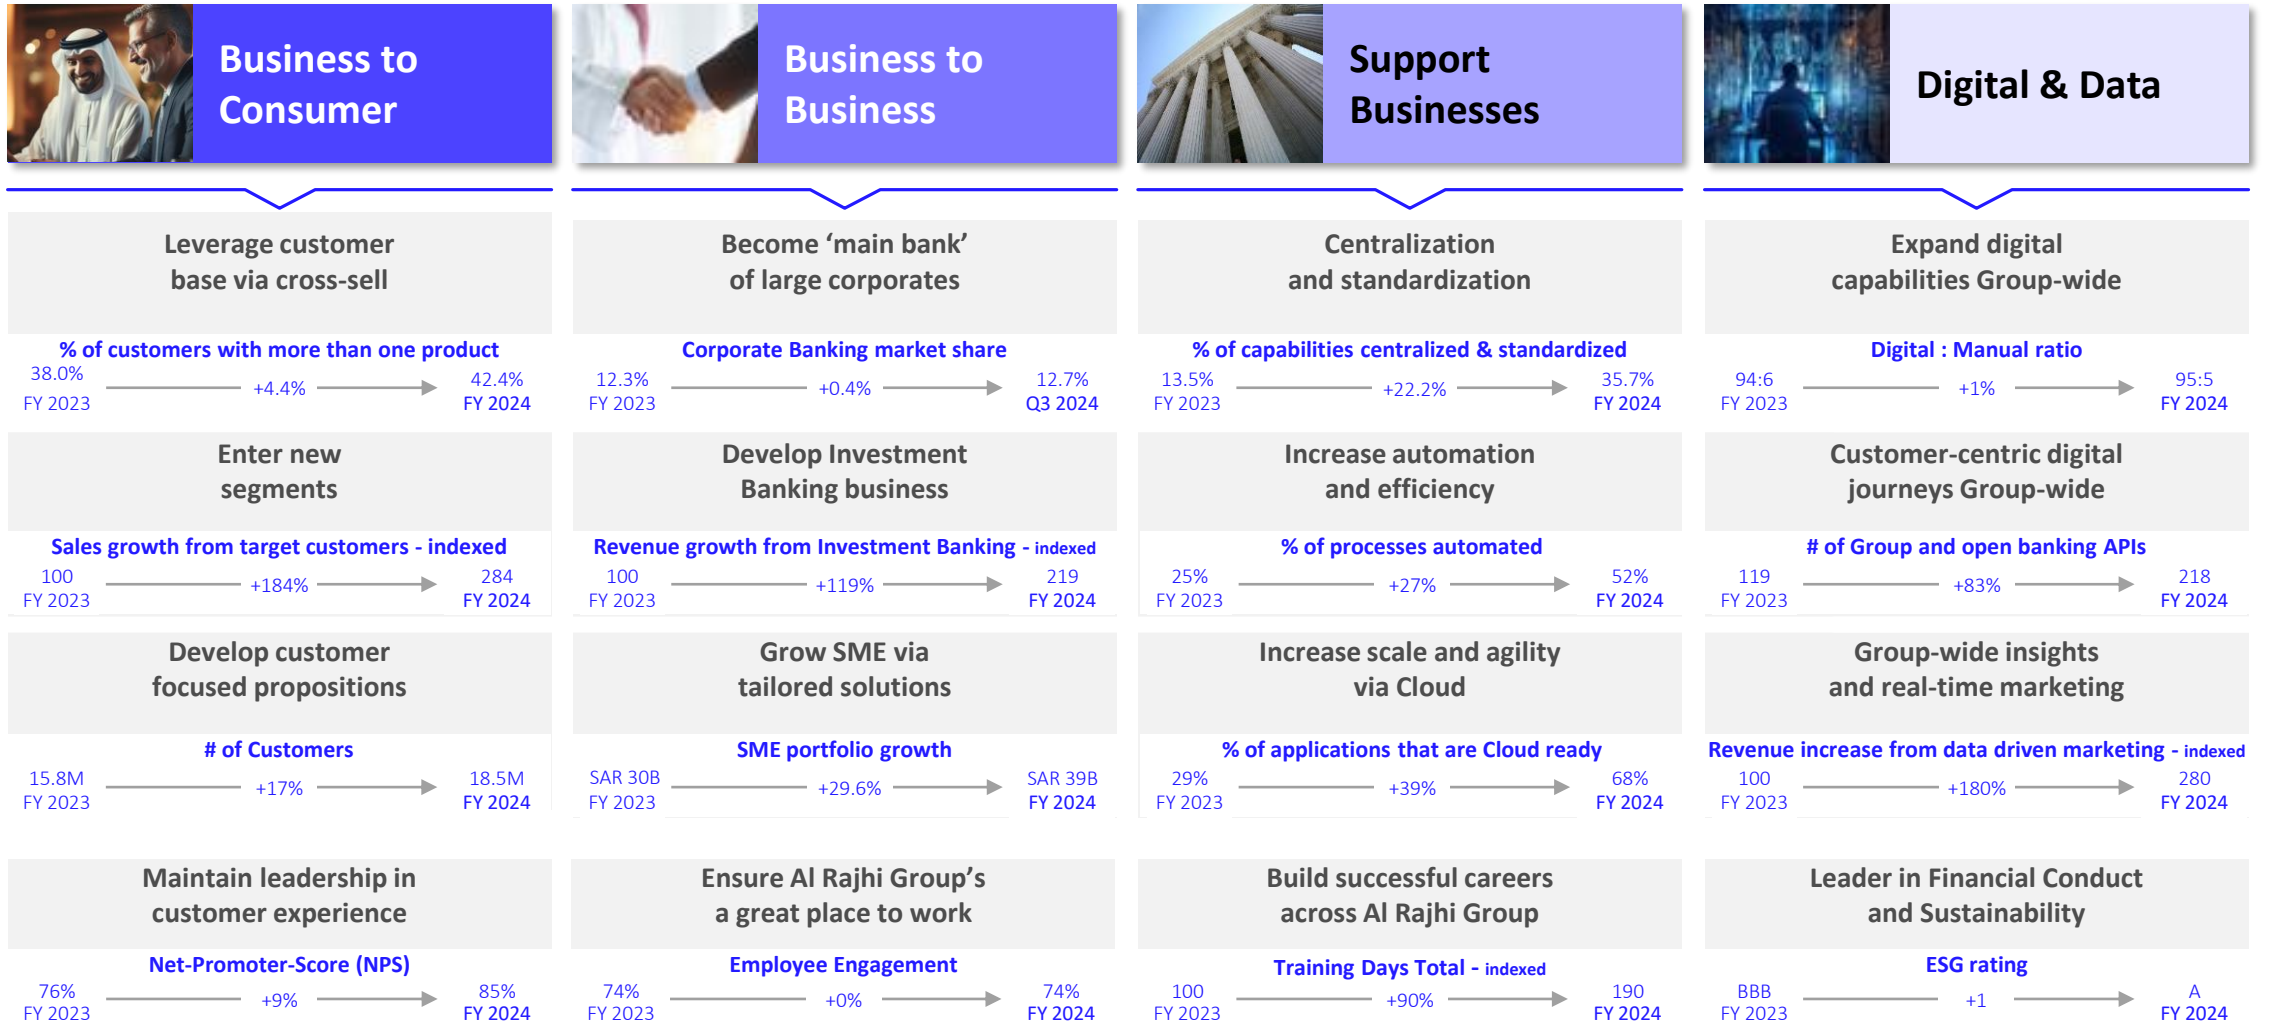 Business to
Consumer
Business to
Business
Support
Businesses
Digital & Data
Leverage customer
base via cross-sell
% of customers with more than one product
38.0%
FY 2023
+4.4%
42.4%
FY 2024
Become ‘main bank’
of large corporates
Corporate Banking market share
12.3%
FY 2023
+0.4%
12.7%
Q3 2024
Centralization
and standardization
% of capabilities centralized & standardized
13.5%
FY 2023
+22.2%
35.7%
FY 2024
Expand digital
capabilities Group-wide
Digital : Manual ratio
94:6
FY 2023
+1%
95:5
FY 2024
Enter new
segments
Sales growth from target customers - indexed
100
FY 2023
+184%
284
FY 2024
Develop Investment
Banking business
Revenue growth from Investment Banking - indexed
100
FY 2023
+119%
219
FY 2024
Increase automation
and efficiency
% of processes automated
25%
FY 2023
+27%
52%
FY 2024
Customer-centric digital
journeys Group-wide
# of Group and open banking APIs
119
FY 2023
+83%
218
FY 2024
Develop customer
focused propositions
# of Customers
15.8M
FY 2023
+17%
18.5M
FY 2024
Grow SME via
tailored solutions
SME portfolio growth
SAR 30B
FY 2023
+29.6%
SAR 39B
FY 2024
Increase scale and agility
via Cloud
% of applications that are Cloud ready
29%
FY 2023
+39%
68%
FY 2024
Group-wide insights
and real-time marketing
Revenue increase from data driven marketing - indexed
100
FY 2023
+180%
280
FY 2024
Maintain leadership in
customer experience
Net-Promoter-Score (NPS)
76%
FY 2023
+9%
85%
FY 2024
Ensure Al Rajhi Group’s
a great place to work
Employee Engagement
74%
FY 2023
+0%
74%
FY 2024
Build successful careers
across Al Rajhi Group
Training Days Total - indexed
100
FY 2023
+90%
190
FY 2024
Leader in Financial Conduct
and Sustainability
ESG rating
BBB
FY 2023
+1
A
FY 2024